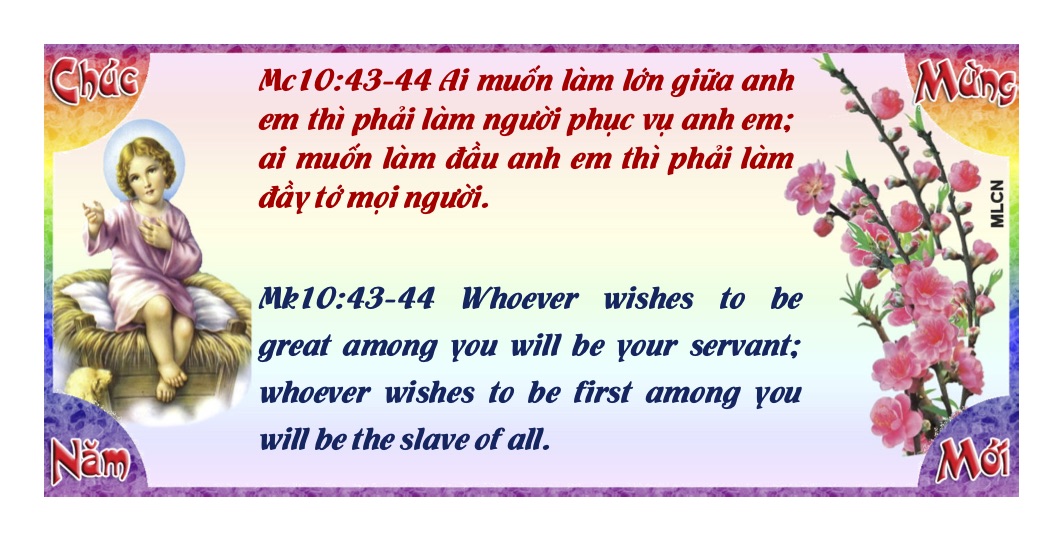 Chúc
Mừng
Mc10:43-44 Ai muốn làm lớn giữa anh
em thì phải làm người phục vụ anh em;
ai muốn làm đầu anh em thì phải làm
đầy tớ mọi người.
MLCN
Mk10:43-44 Whoever wishes to be
great among you will be your servant;
whoever wishes to be first among you
will be the slave of all.
Năm
Mới